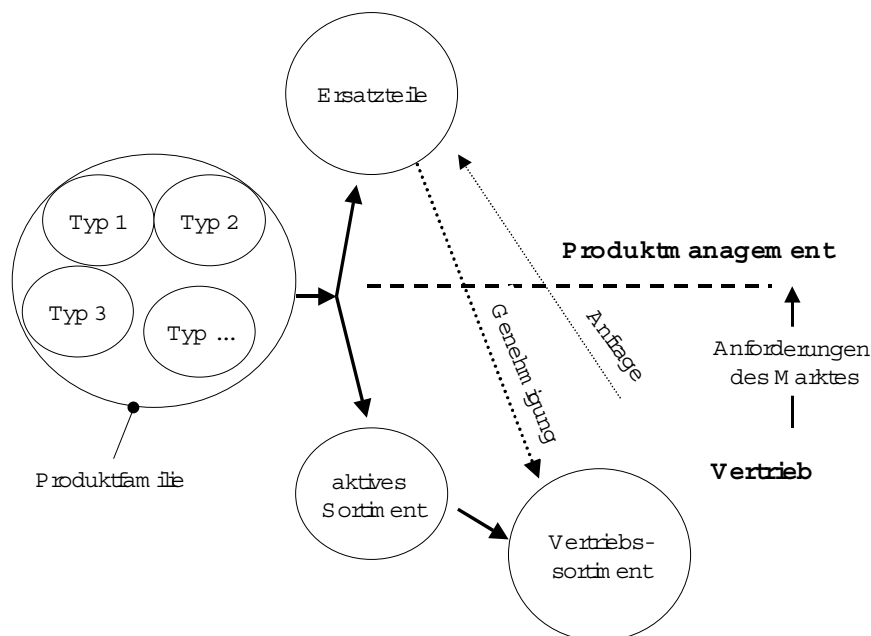 Ersatzteile
Typ 1
Typ 2
Produktmanagement
Typ 3
Typ ...
Genehmigung
Anfrage
Anforderungen
des Marktes
Produktfamilie
aktives
Sortiment
Vertrieb
Vertriebs-
sortiment